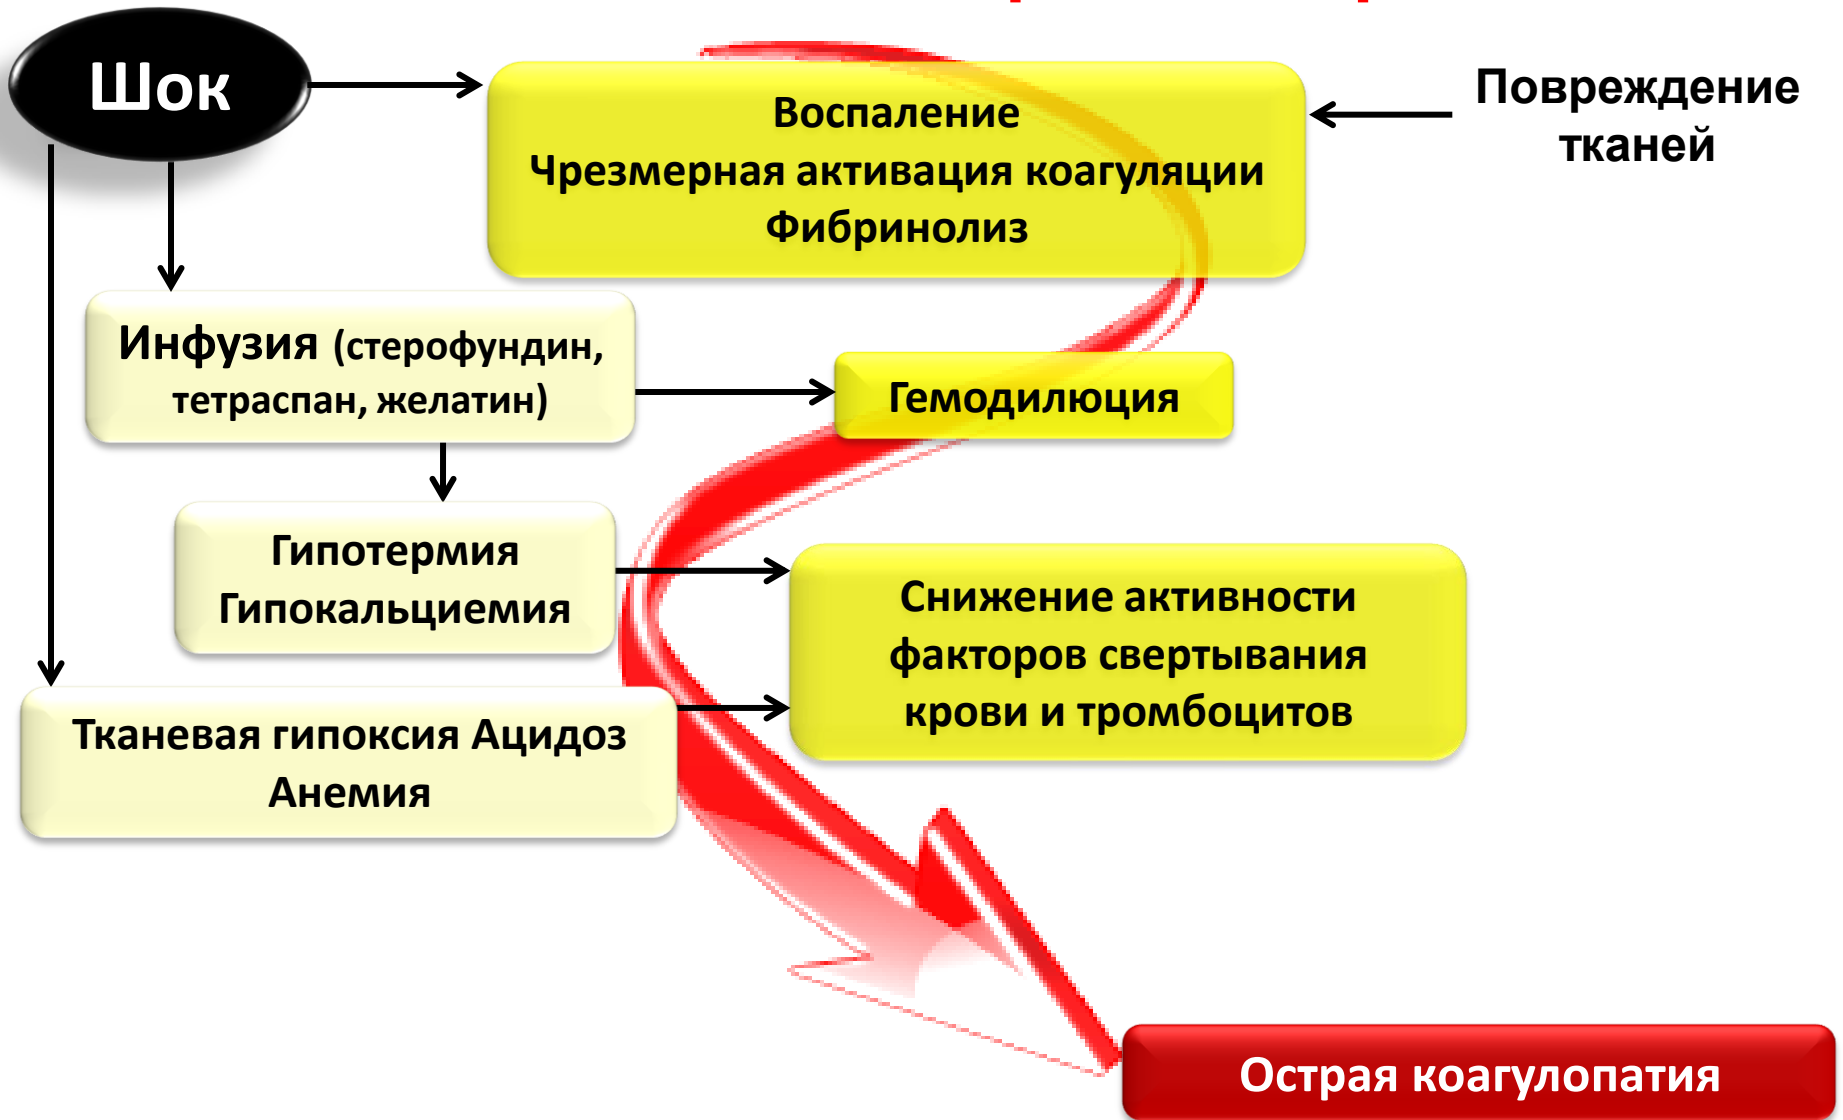 Шок
Воспаление
Чрезмерная активация коагуляции
Фибринолиз
Повреждение
тканей
Инфузия (стерофундин,
тетраспан, желатин)
Гемодилюция
Гипотермия
Гипокальциемия
Снижение активности
факторов свертывания
крови и тромбоцитов
Тканевая гипоксия Ацидоз
Анемия
Острая коагулопатия